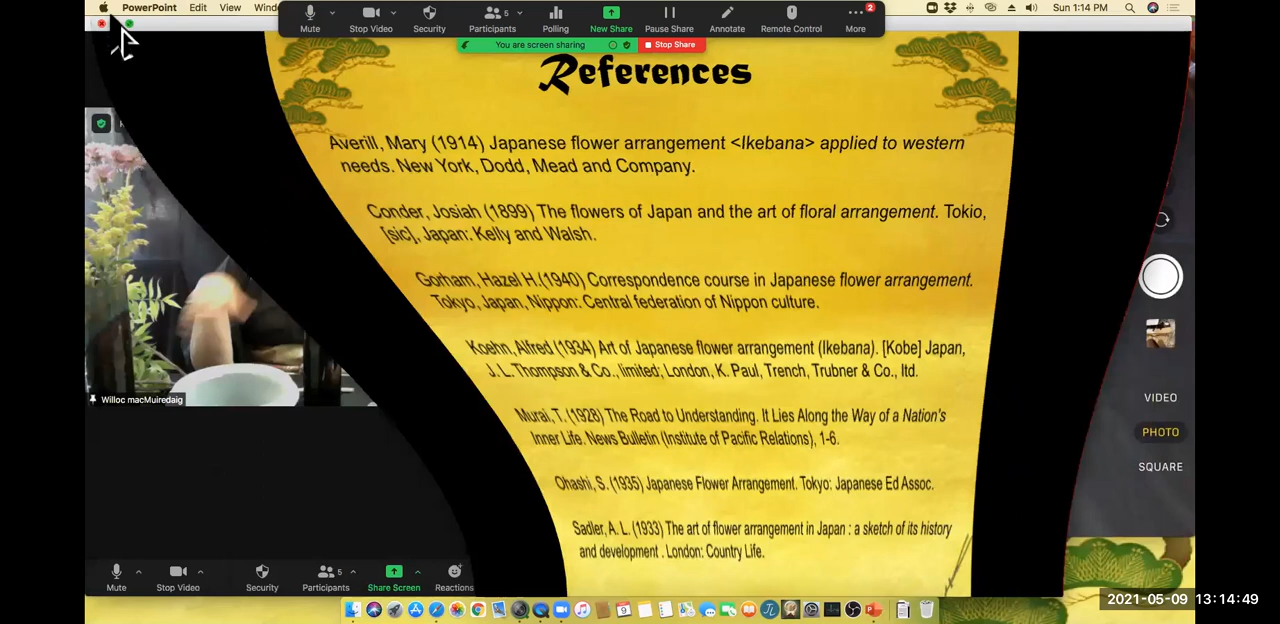 PowerPoint Edit View Wind
Mute Stop Video Security Participants 5 Polling New Share Pause Share Annotate Remote Control More 2
Sun 1:14 PM
You are screen sharing Stop Share
References
Averill, Mary (1914) Japanese flower arrangement <Ikebana> applied to western
needs. New York, Dodd, Mead and Company.
Conder, Josiah (1899) The flowers of Japan and the art of floral arrangement. Tokio,
[sic], Japan: Kelly and Walsh.
Gorham, Hazel H.(1940) Correspondence course in Japanese flower arrangement.
Tokyo, Japan, Nippon: Central federation of Nippon culture.
Koehn, Alfred (1934) Art of Japanese flower arrangement (Ikebana). [Kobe] Japan,
J.L.Thompson & Co., limited; London, K. Paul, Trench, Trubner & Co., ltd.
Murai, T. (1928) The Road to Understanding. It Lies Along the Way of a Nation's
Inner Life. News Bulletin (Institute of Pacific Relations), 1-6.
Ohashi, S. (1935) Japanese Flower Arrangement. Tokyo: Japanese Ed Assoc.
Sadler, A. L. (1933) The art of flower arrangement in Japan : a sketch of its history
and development . London: Country Life.
Willoc macMuiredaig
VIDEO
PHOTO
SQUARE
Mute Stop Video Security Participants 5 Share Screen Reactions
2021-05-09 13:14:49